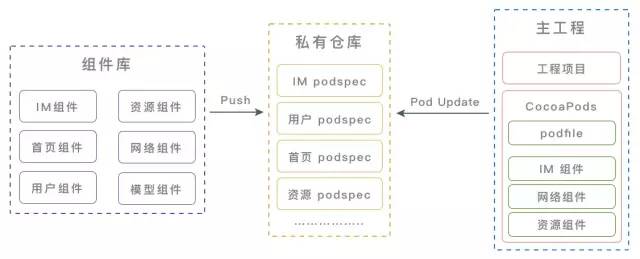 组件库
IM组件
资源组件
首页组件
网络组件
用户组件
模型组件
Push
私有仓库
IM podspec
用户 podspec
首页 podspec
资源 podspec
……………..
Pod Update
主工程
工程项目
CocoaPods
podfile
IM 组件
网络组件
资源组件